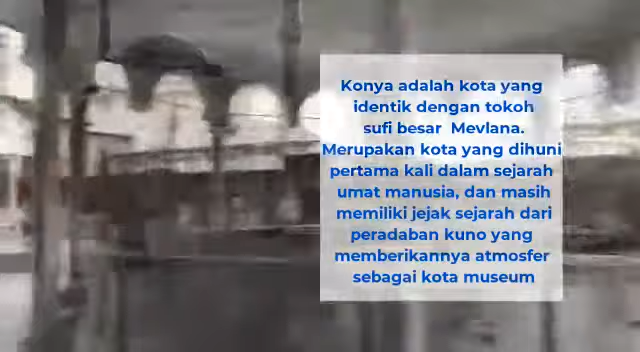 Konya adalah kota yang
identik dengan tokoh
sufi besar Mevlana.
Merupakan kota yang dihuni
pertama kali dalam sejarah
umat manusia, dan masih
memiliki jejak sejarah dari
peradaban kuno yang
memberikannya atmosfer
sebagai kota museum